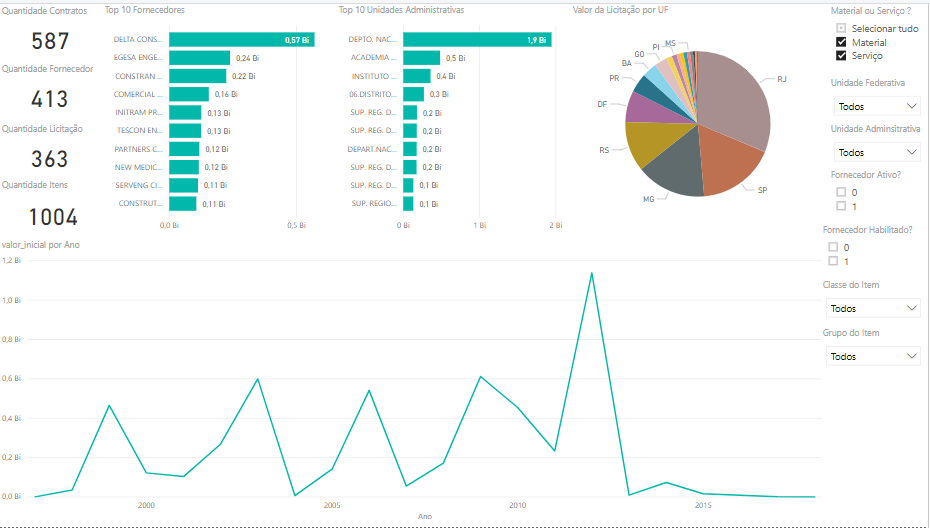 Quantidade Contratos
587
Quantidade Fornecedor
413
Quantidade Licitação
363
Quantidade Itens
1004
Top 10 Fornecedores
DELTA CONS... 0,57 Bi
EGESA ENGE... 0,24 Bi
CONSTRAN ... 0,22 Bi
COMERCIAL ... 0,16 Bi
INITRAM PR... 0,13 Bi
TESCON EN... 0,13 Bi
PARTNERS C... 0,12 Bi
NEW MEDIC... 0,12 Bi
SERVENG CI... 0,11 Bi
CONSTRUT... 0,11 Bi
0,0 Bi 0,5 Bi
Top 10 Unidades Administrativas
DEPTO. NAC... 1,9 Bi
ACADEMIA ... 0,5 Bi
INSTITUTO ... 0,4 Bi
06.DISTRITO... 0,3 Bi
SUP. REG. D... 0,2 Bi
SUP. REG. D... 0,2 Bi
DEPART.NAC... 0,2 Bi
SUP. REG. D... 0,2 Bi
SUP. REG. D... 0,1 Bi
SUP. REGIO... 0,1 Bi
0 Bi 1 Bi 2 Bi
Valor da Licitação por UF
MS
PI
GO
BA
PR
DF
RS
MG
SP
RJ
Material ou Serviço ?
Selecionar tudo
Material
Serviço
Unidade Federativa
Todos
Unidade Adminsitrativa
Todos
Fornecedor Ativo?
0
1
Fornecedor Habilitado?
0
1
Classe do Item
Todos
Grupo do Item
Todos
valor_inicial por Ano
1,2 Bi
1,0 Bi
0,8 Bi
0,6 Bi
0,4 Bi
0,2 Bi
0,0 Bi
2000 2005 2010 2015
Ano